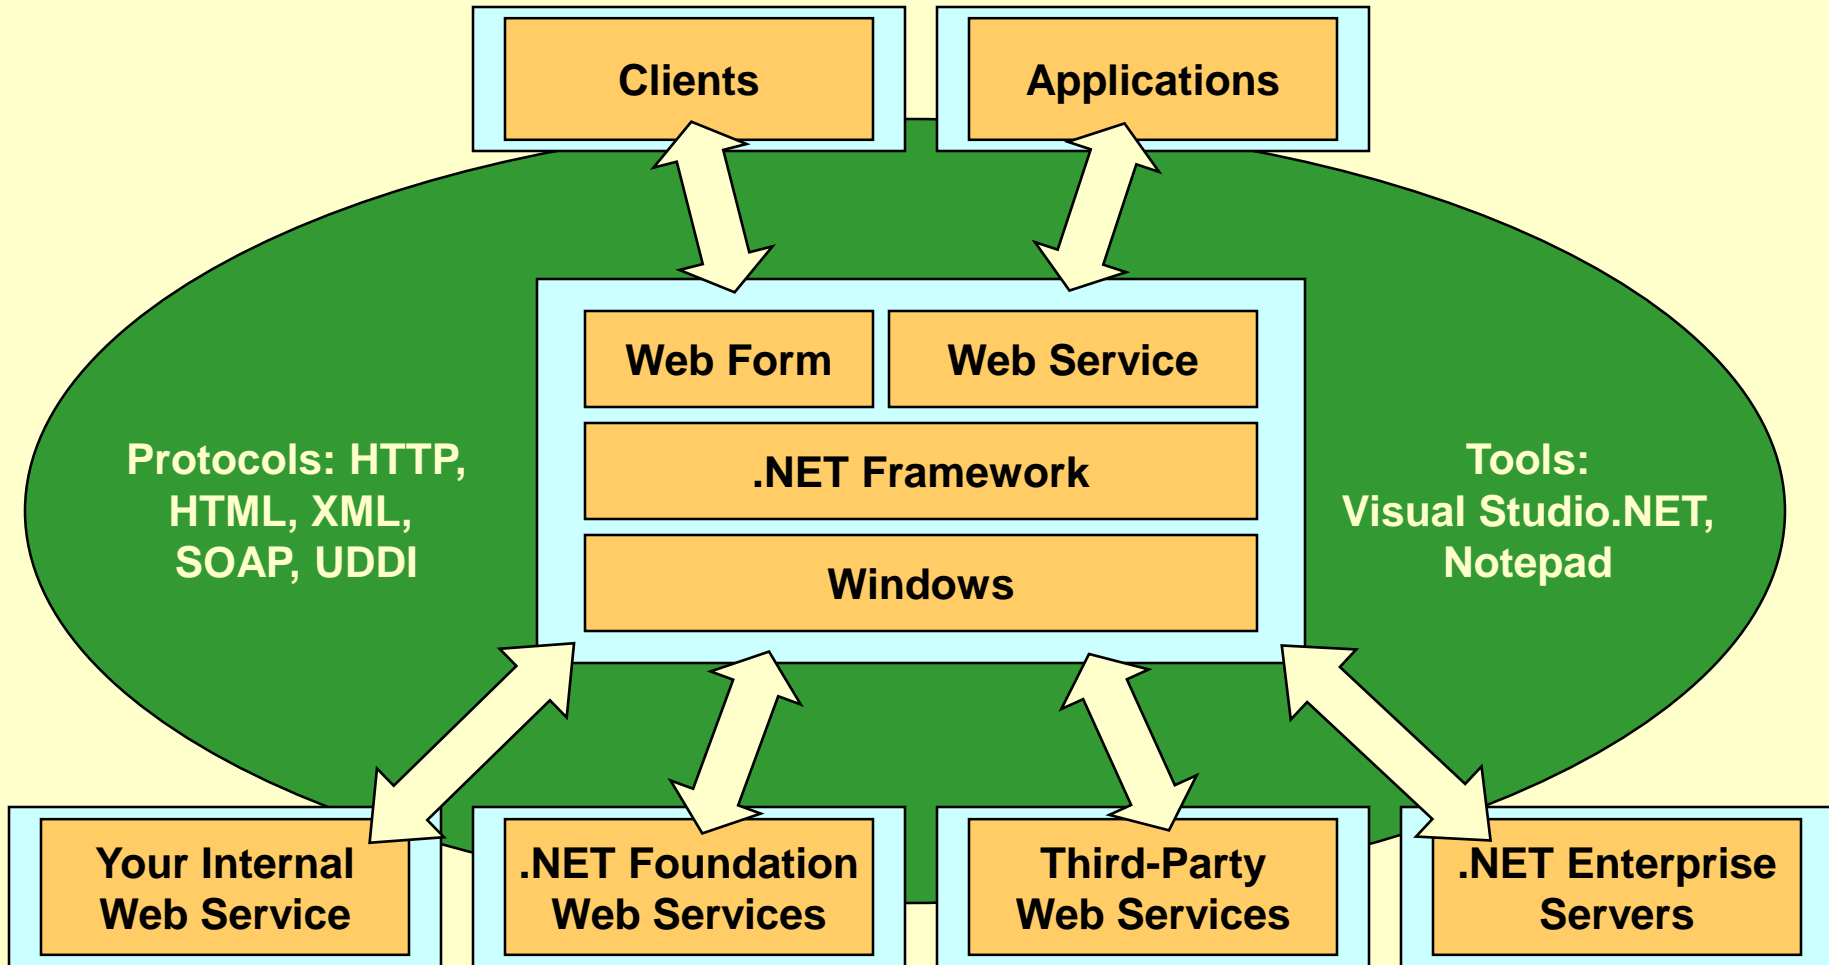 Clients
Applications
Web Form
Web Service
.NET Framework
Windows
Protocols: HTTP,
HTML, XML,
SOAP, UDDI
Tools:
Visual Studio.NET,
Notepad
Your Internal
Web Service
.NET Foundation
Web Services
Third-Party
Web Services
.NET Enterprise
Servers